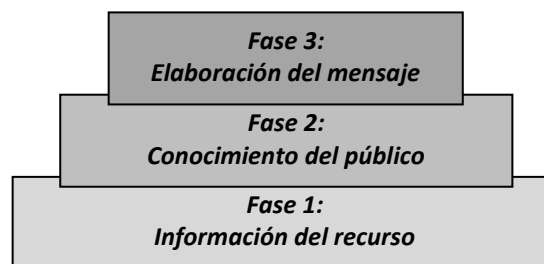 Fase 3:
Elaboración del mensaje
Fase 2:
Conocimiento del público
Fase 1:
Información del recurso